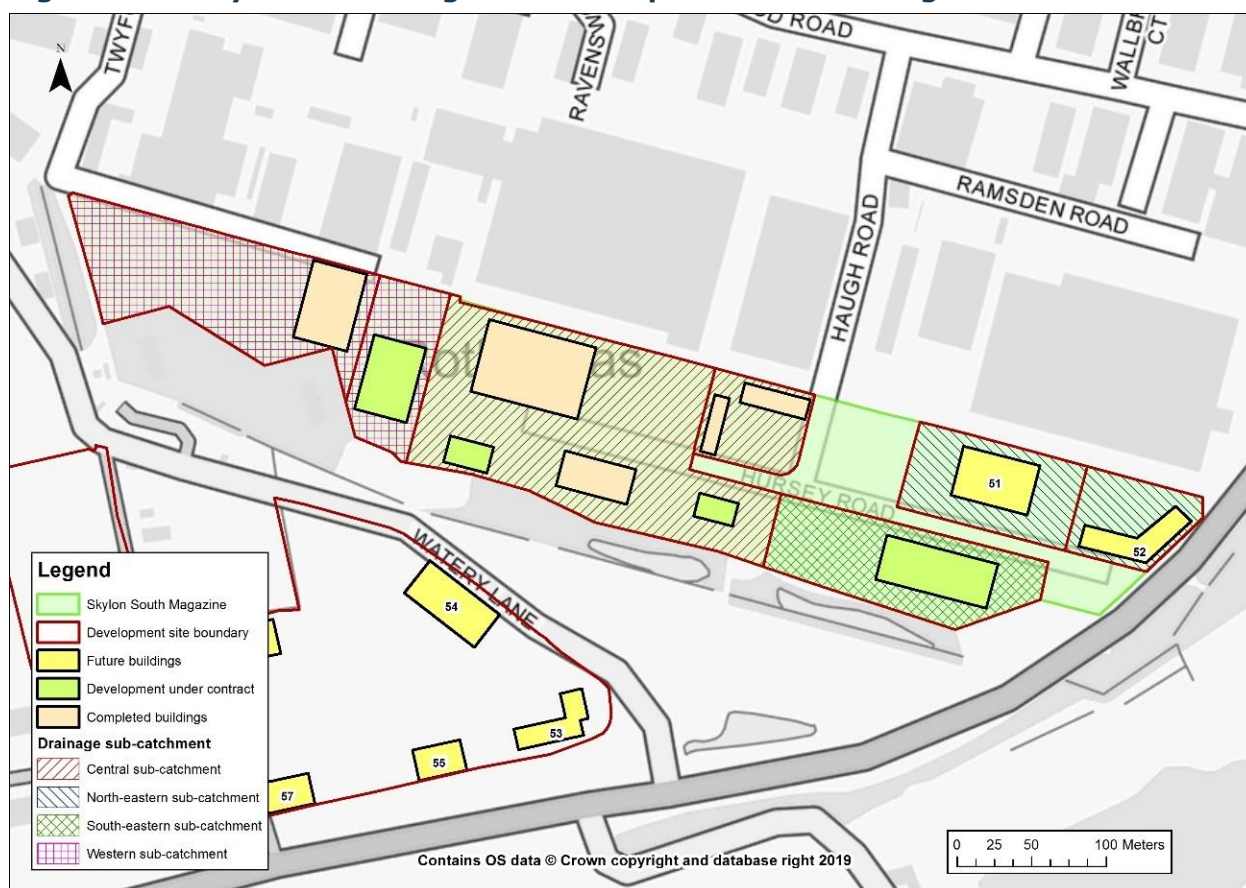 N
TWYF
RAVENSW
OD ROAD
WALLBR
CT
RAMSDEN ROAD
HAUGH ROAD
HURSEY ROAD
WATERY LANE
51
52
54
53
55
57
Legend
Skylon South Magazine
Development site boundary
Future buildings
Development under contract
Completed buildings
Drainage sub-catchment
Central sub-catchment
North-eastern sub-catchment
South-eastern sub-catchment
Western sub-catchment
Contains OS data © Crown copyright and database right 2019
0 25 50 100 Meters